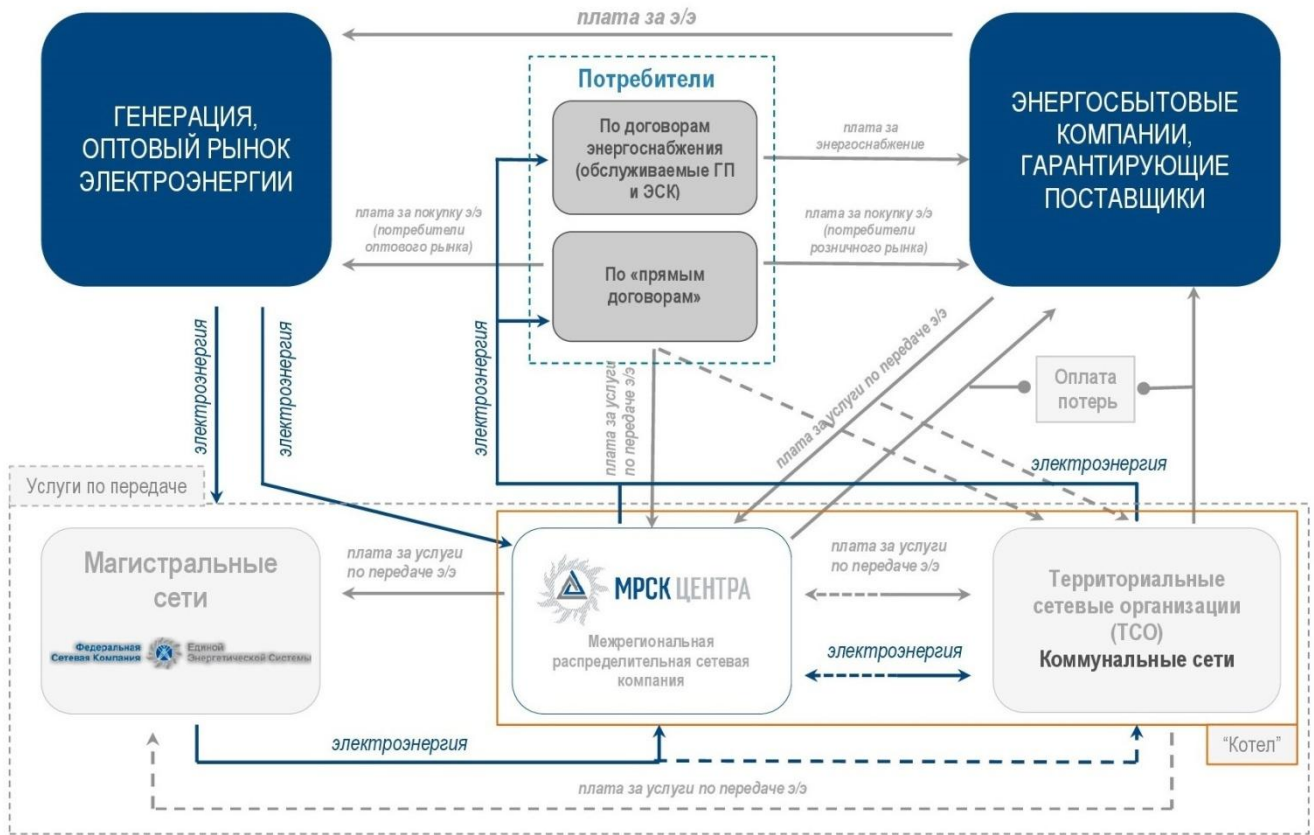 плата за э/э
ГЕНЕРАЦИЯ,
ОПТОВЫЙ РЫНОК
ЭЛЕКТРОЭНЕРГИИ
Потребители
По договорам
энергоснабжения
(обслуживаемые ГП
и ЭСК)
По «прямым
договорам»
плата за
энергоснабжение
плата за покупку э/э
(потребители
оптового рынка)
плата за покупку э/э
(потребители
розничного рынка)
ЭНЕРГОСБЫТОВЫЕ
КОМПАНИИ,
ГАРАНТИРУЮЩИЕ
ПОСТАВЩИКИ
электроэнергия
электроэнергия
электроэнергия
плата за услуги
по передаче э/э
плата за услуги по передаче э/э
Оплата
потерь
электроэнергия
Услуги по передаче
Магистральные
сети
Федеральная
Сетевая Компания
Единой
Энергетической Системы
плата за услуги
по передаче э/э
МРСК ЦЕНТРА
Межрегиональная
распределительная сетевая
компания
плата за услуги
по передаче э/э
электроэнергия
Территориальные
сетевые организации
(ТСО)
Коммунальные сети
"Котел"
электроэнергия
плата за услуги по передаче э/э